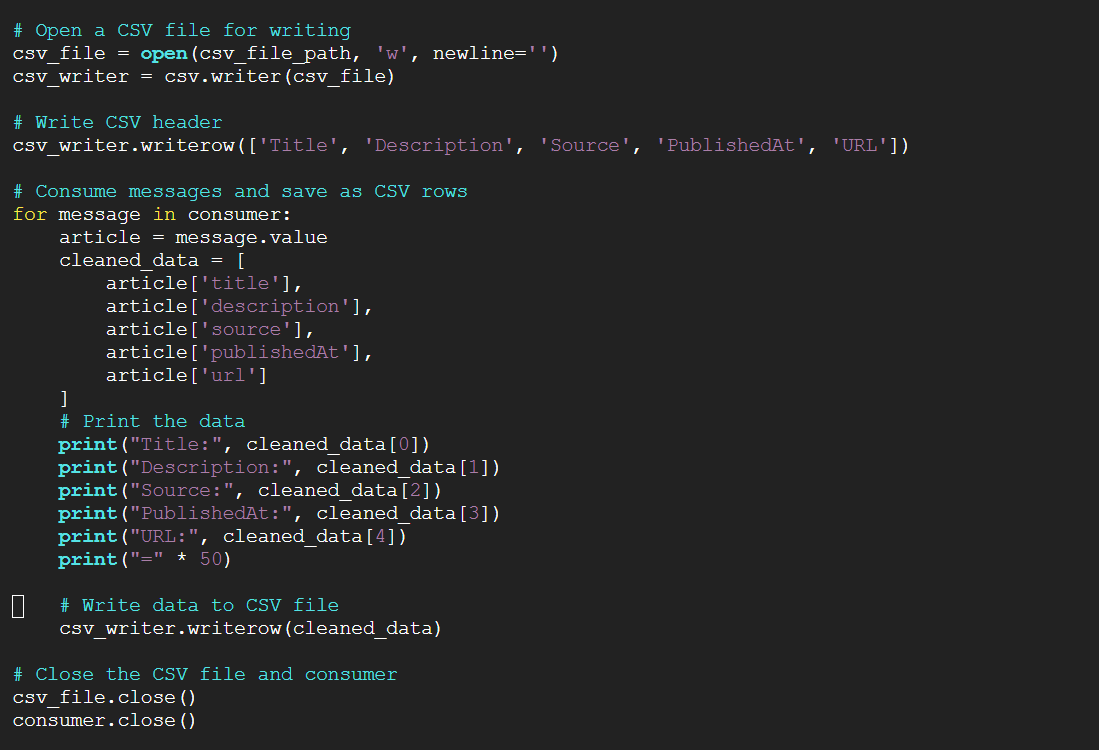 # Open a CSV file for writing
csv_file = open(csv_file_path, 'w', newline='')
csv_writer = csv.writer(csv_file)
# Write CSV header
csv_writer.writerow(['Title', 'Description', 'Source', 'PublishedAt', 'URL'])
# Consume messages and save as CSV rows
for message in consumer:
    article = message.value
    cleaned_data = [
        article['title'],
        article['description'],
        article['source'],
        article['publishedAt'],
        article['url']
    ]
    # Print the data
    print("Title:", cleaned_data[0])
    print("Description:", cleaned_data[1])
    print("Source:", cleaned_data[2])
    print("PublishedAt:", cleaned_data[3])
    print("URL:", cleaned_data[4])
    print("=" * 50)
    # Write data to CSV file
    csv_writer.writerow(cleaned_data)
# Close the CSV file and consumer
csv_file.close()
consumer.close()